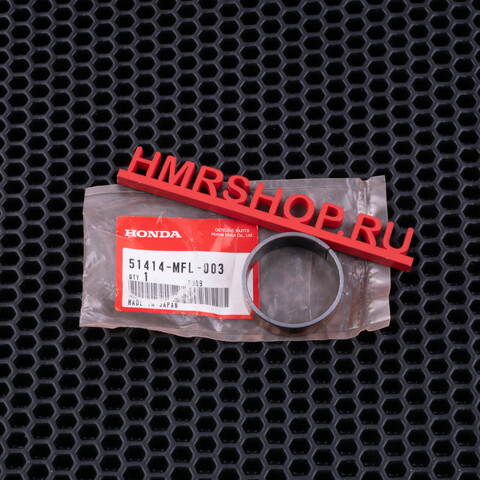 HMRSHOP.RU
HONDA
GENUINE PARTS
Honda Motor Co., Ltd.
51414-MFL-003
QTY 1
MADE IN JAPAN